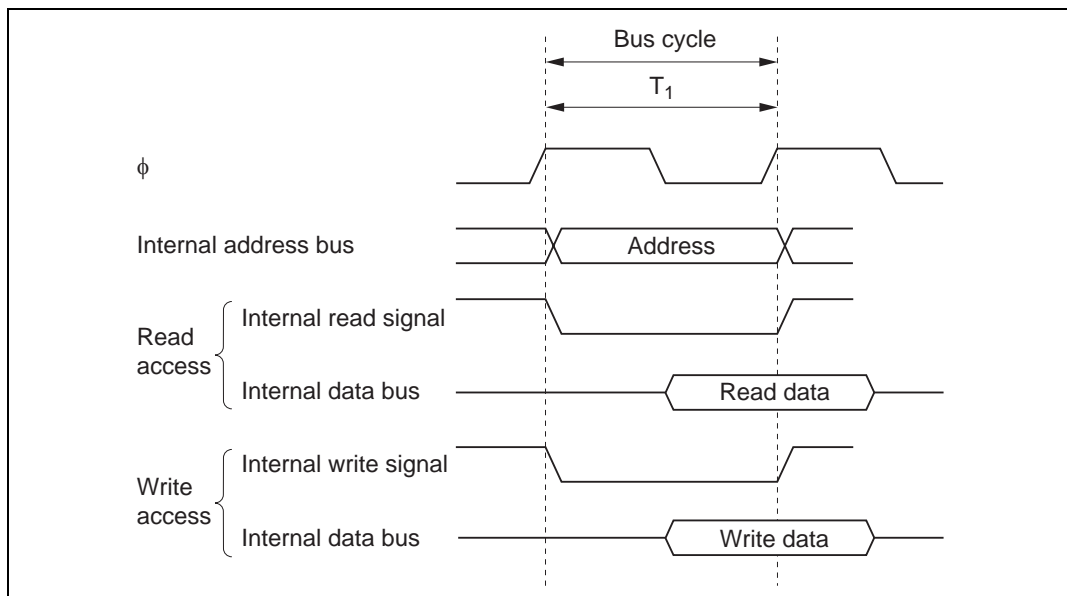 Bus cycle
T₁
ϕ
Internal address bus
Address
Read access
Internal read signal
Internal data bus
Read data
Write access
Internal write signal
Internal data bus
Write data